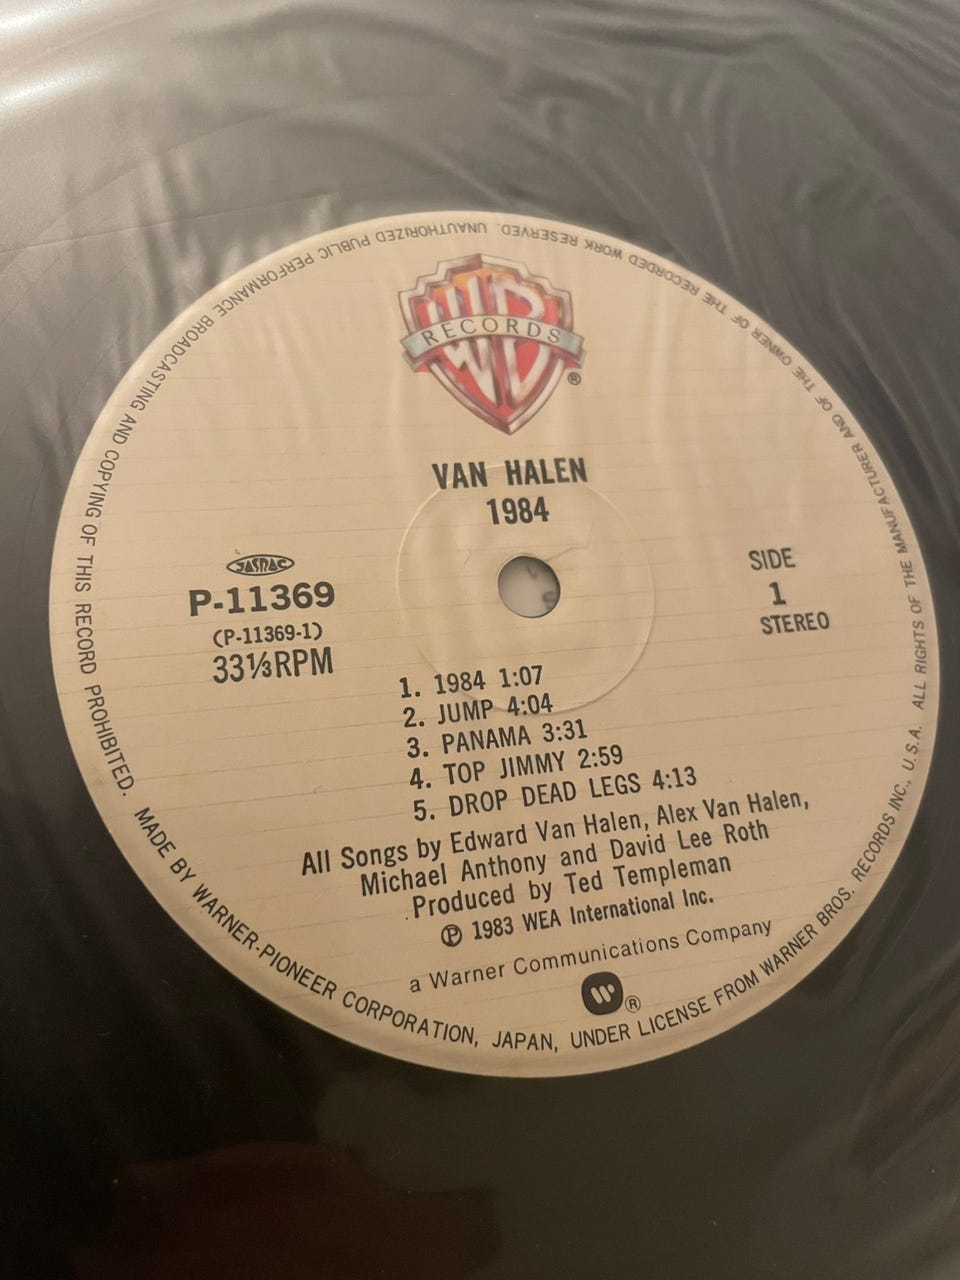 WB
RECORDS
®
VAN HALEN
1984
JASRAC
P-11369
(P-11369-1)
33⅓RPM
SIDE
1
STEREO
1. 1984 1:07
2. JUMP 4:04
3. PANAMA 3:31
4. TOP JIMMY 2:59
5. DROP DEAD LEGS 4:13
All Songs by Edward Van Halen, Alex Van Halen,
Michael Anthony and David Lee Roth
Produced by Ted Templeman
℗ 1983 WEA International Inc.
a Warner Communications Company
W ®
MADE BY WARNER-PIONEER CORPORATION, JAPAN, UNDER LICENSE FROM WARNER BROS. RECORDS INC., U.S.A. ALL RIGHTS OF THE MANUFACTURER AND OF THE OWNER OF THE RECORDED WORK RESERVED. UNAUTHORIZED PUBLIC PERFORMANCE BROADCASTING AND COPYING OF THIS RECORD PROHIBITED.